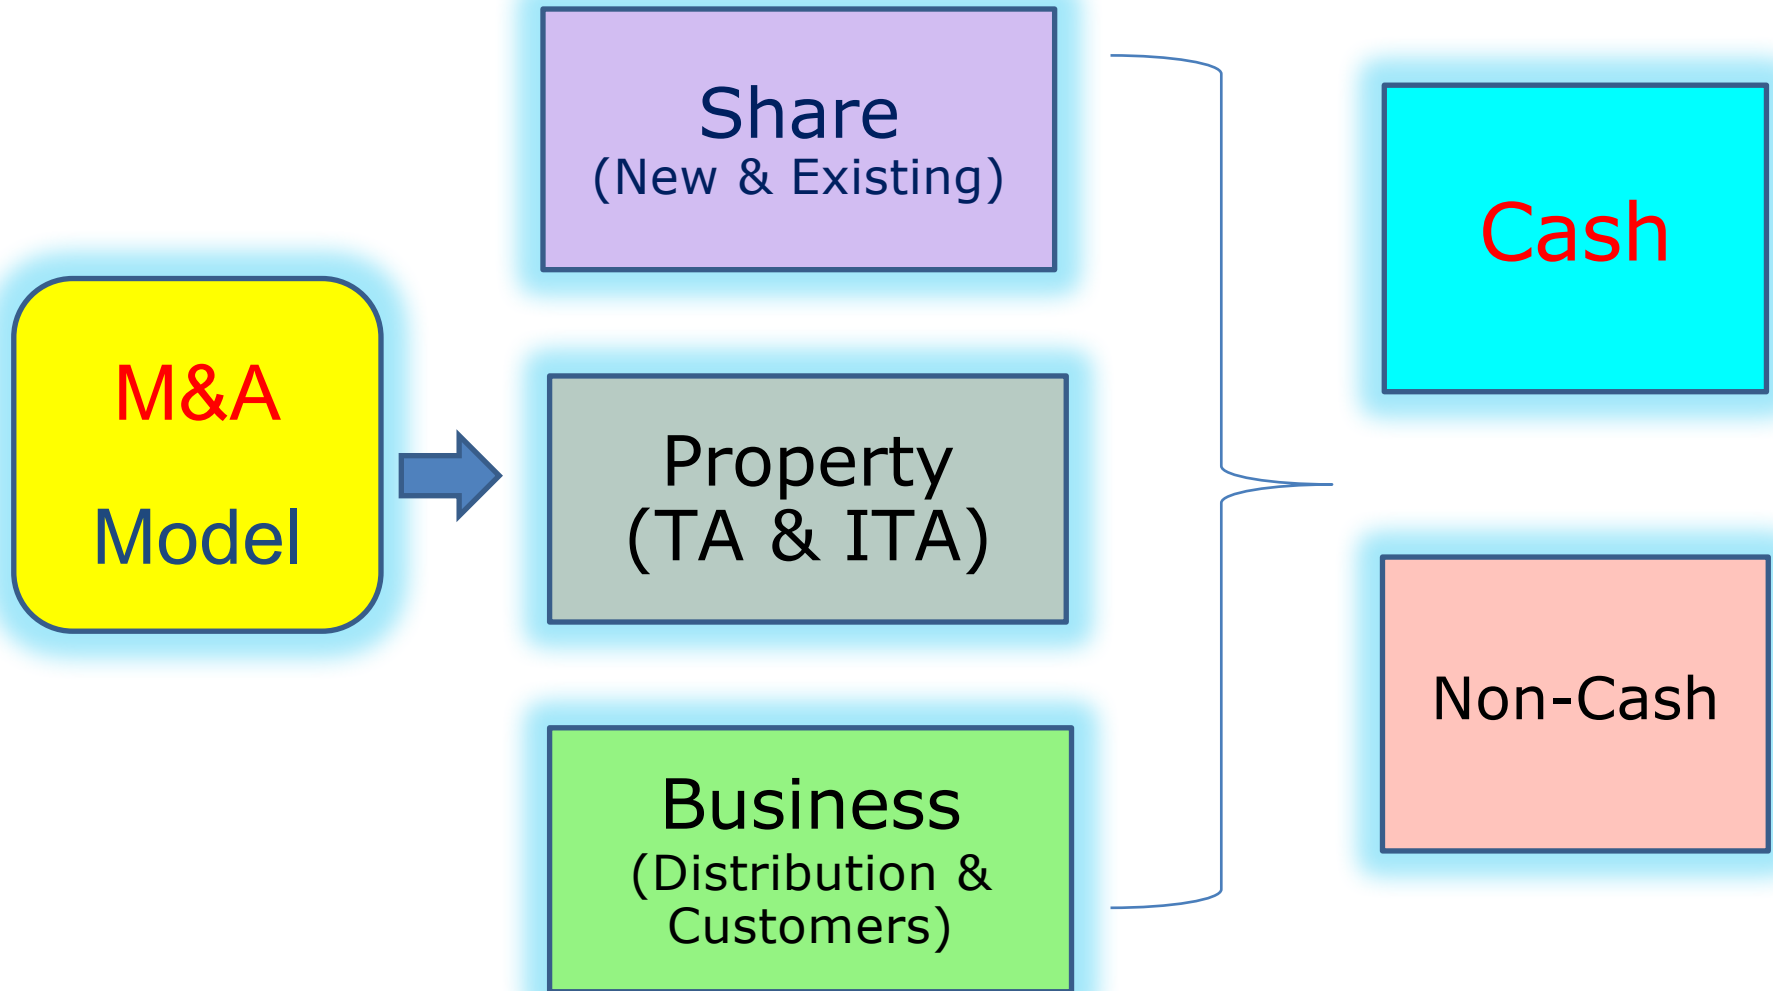 M&A
Model
Share
(New & Existing)
Property
(TA & ITA)
Business
(Distribution &
Customers)
Cash
Non-Cash